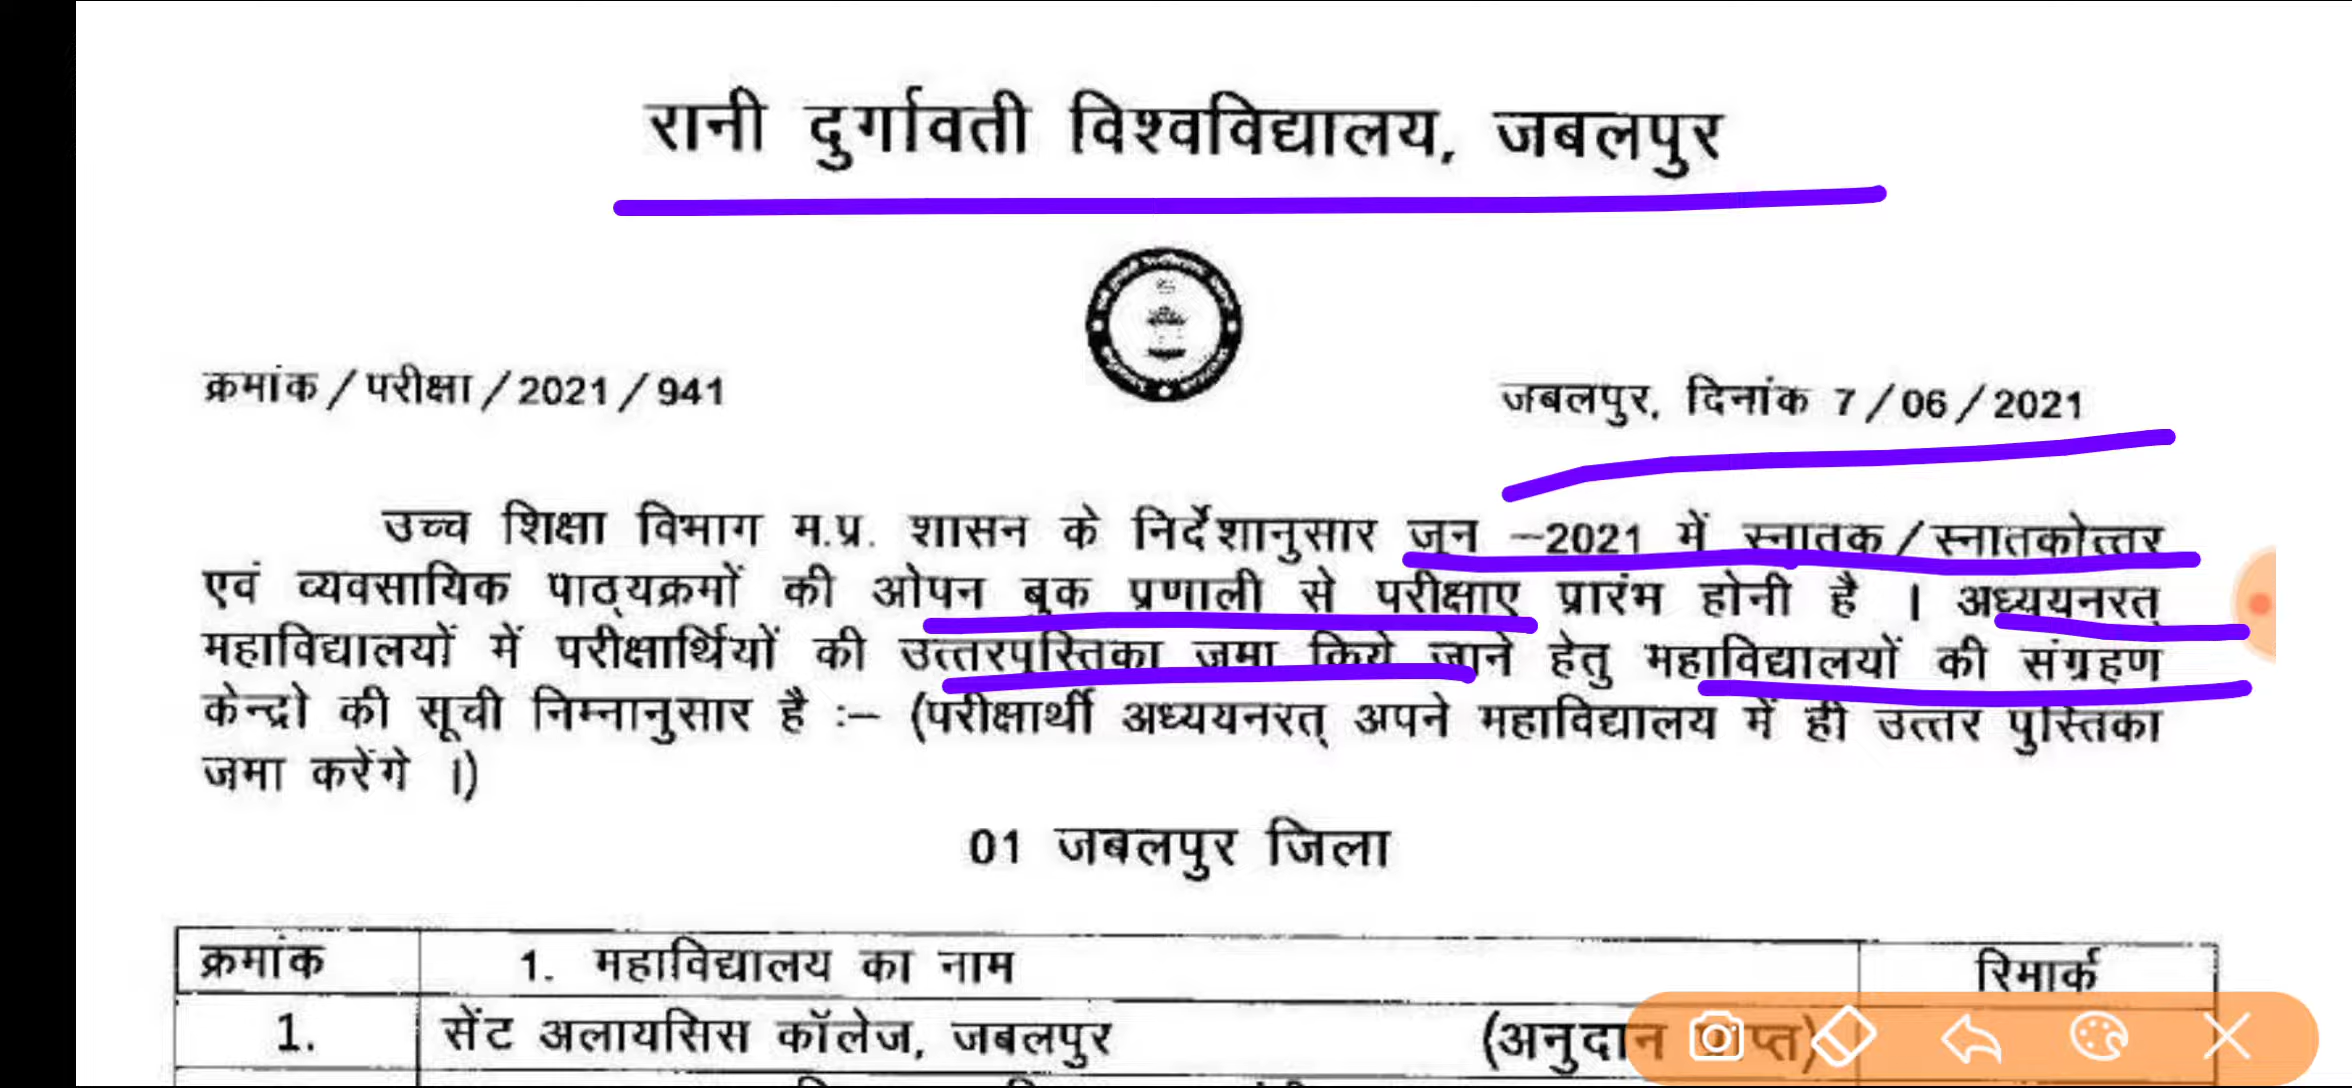 रानी दुर्गावती विश्वविद्यालय, जबलपुर
क्रमांक / परीक्षा / 2021 / 941
जबलपुर, दिनांक 7 / 06 / 2021
उच्च शिक्षा विभाग म.प्र. शासन के निर्देशानुसार जून –2021 में स्नातक / स्नातकोत्तर
एवं व्यवसायिक पाठ्यक्रमों की ओपन बुक प्रणाली से परीक्षाए प्रारंभ होनी है । अध्ययनरत्
महाविद्यालयों में परीक्षार्थियों की उत्तरपुस्तिका जमा किये जाने हेतु महाविद्यालयों की संग्रहण
केन्द्रो की सूची निम्नानुसार है :– (परीक्षार्थी अध्ययनरत् अपने महाविद्यालय में ही उत्तर पुस्तिका
जमा करेंगे ।)
01 जबलपुर जिला
क्रमांक 1. महाविद्यालय का नाम रिमार्क
1. सेंट अलायसिस कॉलेज, जबलपुर (अनुदान प्राप्त)